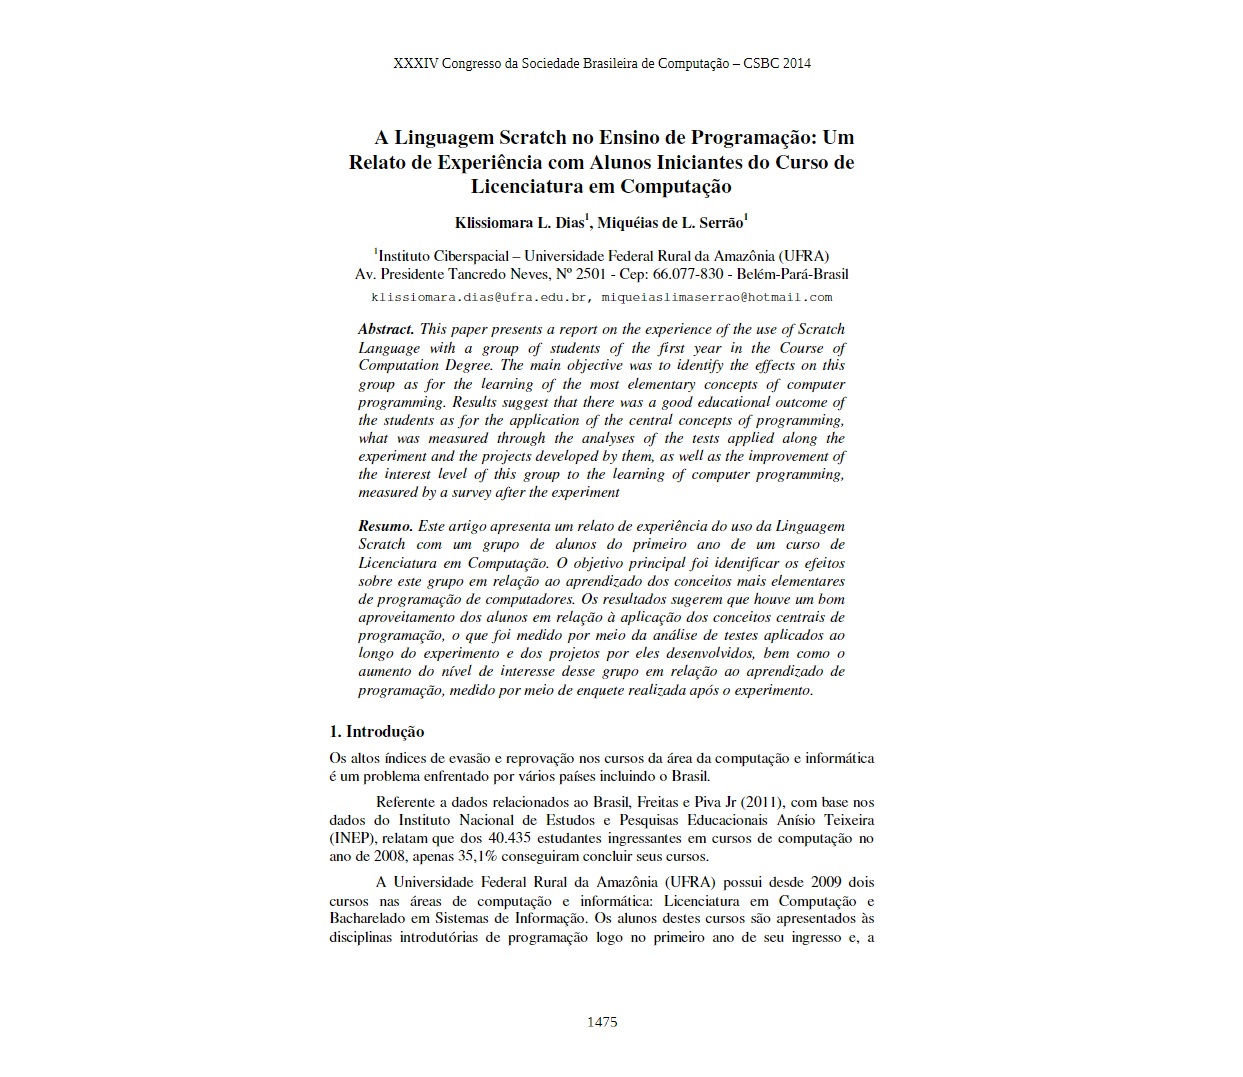 XXXIV Congresso da Sociedade Brasileira de Computação – CSBC 2014
A Linguagem Scratch no Ensino de Programação: Um
Relato de Experiência com Alunos Iniciantes do Curso de
Licenciatura em Computação
Klissiomara L. Dias¹, Miquéias de L. Serrão¹
¹Instituto Ciberspacial – Universidade Federal Rural da Amazônia (UFRA)
Av. Presidente Tancredo Neves, Nº 2501 - Cep: 66.077-830 - Belém-Pará-Brasil
klissiomara.dias@ufra.edu.br, miqueiaslimaserrao@hotmail.com
Abstract. This paper presents a report on the experience of the use of Scratch
Language with a group of students of the first year in the Course of
Computation Degree. The main objective was to identify the effects on this
group as for the learning of the most elementary concepts of computer
programming. Results suggest that there was a good educational outcome of
the students as for the application of the central concepts of programming,
what was measured through the analyses of the tests applied along the
experiment and the projects developed by them, as well as the improvement of
the interest level of this group to the learning of computer programming,
measured by a survey after the experiment
Resumo. Este artigo apresenta um relato de experiência do uso da Linguagem
Scratch com um grupo de alunos do primeiro ano de um curso de
Licenciatura em Computação. O objetivo principal foi identificar os efeitos
sobre este grupo em relação ao aprendizado dos conceitos mais elementares
de programação de computadores. Os resultados sugerem que houve um bom
aproveitamento dos alunos em relação à aplicação dos conceitos centrais de
programação, o que foi medido por meio da análise de testes aplicados ao
longo do experimento e dos projetos por eles desenvolvidos, bem como o
aumento do nível de interesse desse grupo em relação ao aprendizado de
programação, medido por meio de enquete realizada após o experimento.
1. Introdução
Os altos índices de evasão e reprovação nos cursos da área da computação e informática
é um problema enfrentado por vários países incluindo o Brasil.
Referente a dados relacionados ao Brasil, Freitas e Piva Jr (2011), com base nos
dados do Instituto Nacional de Estudos e Pesquisas Educacionais Anísio Teixeira
(INEP), relatam que dos 40.435 estudantes ingressantes em cursos de computação no
ano de 2008, apenas 35,1% conseguiram concluir seus cursos.
A Universidade Federal Rural da Amazônia (UFRA) possui desde 2009 dois
cursos nas áreas de computação e informática: Licenciatura em Computação e
Bacharelado em Sistemas de Informação. Os alunos destes cursos são apresentados às
disciplinas introdutórias de programação logo no primeiro ano de seu ingresso e, a
1475